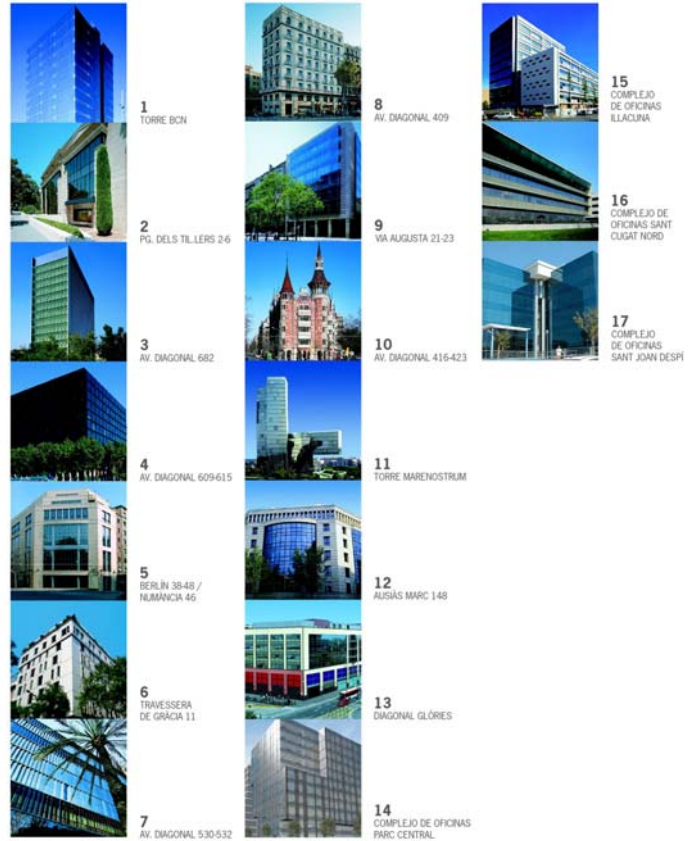 1
TORRE BCN
2
PG. DELS TIL.LERS 2-6
3
AV. DIAGONAL 682
4
AV. DIAGONAL 609-615
5
BERLÍN 38-48 /
NUMÀNCIA 46
6
TRAVESSERA
DE GRÀCIA 11
7
AV. DIAGONAL 530-532
8
AV. DIAGONAL 409
9
VIA AUGUSTA 21-23
10
AV. DIAGONAL 416-423
11
TORRE MARENOSTRUM
12
AUSIÀS MARC 148
13
DIAGONAL GLÒRIES
14
COMPLEJO DE OFICINAS
PARC CENTRAL
15
COMPLEJO
DE OFICINAS
ILLACUNA
16
COMPLEJO DE
OFICINAS SANT
CUGAT NORD
17
COMPLEJO
DE OFICINAS
SANT JOAN DESPÍ